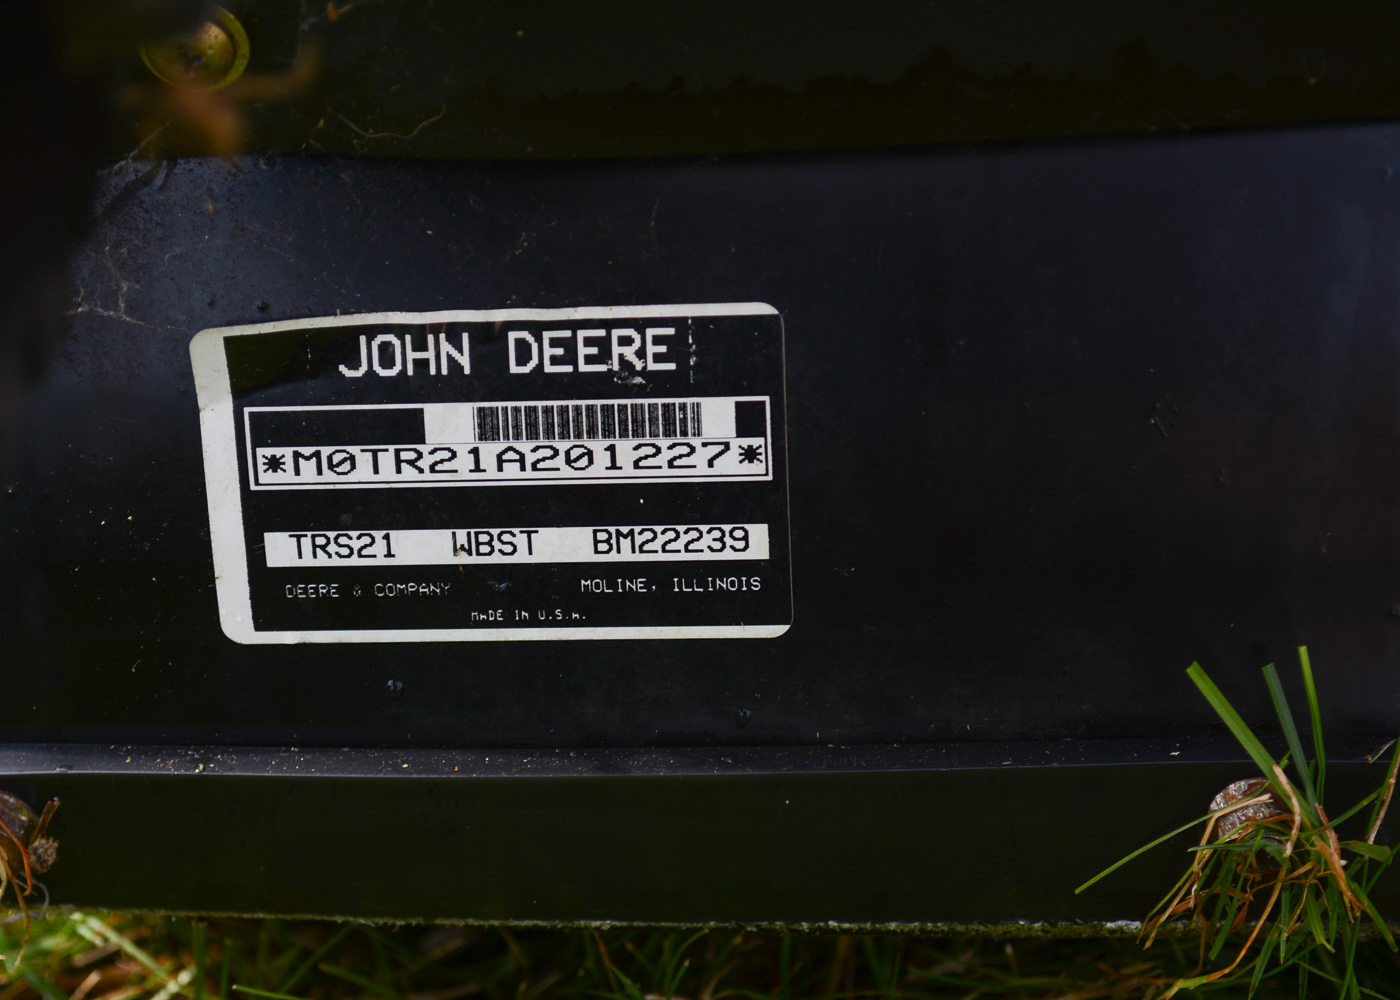 JOHN DEERE
*M0TR21A201227*
TRS21 WBST BM22239
DEERE & COMPANY MOLINE, ILLINOIS
MADE IN U.S.A.